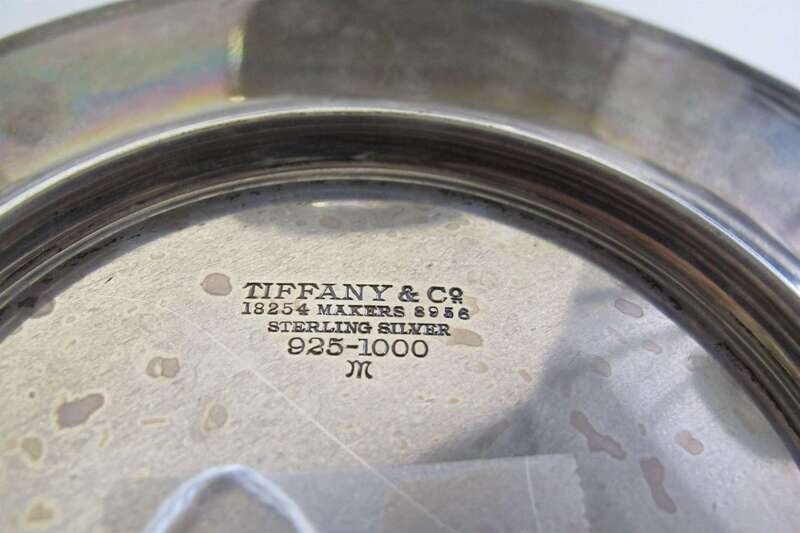 TIFFANY & Co.
18254 MAKERS 8956
STERLING SILVER
925-1000
M